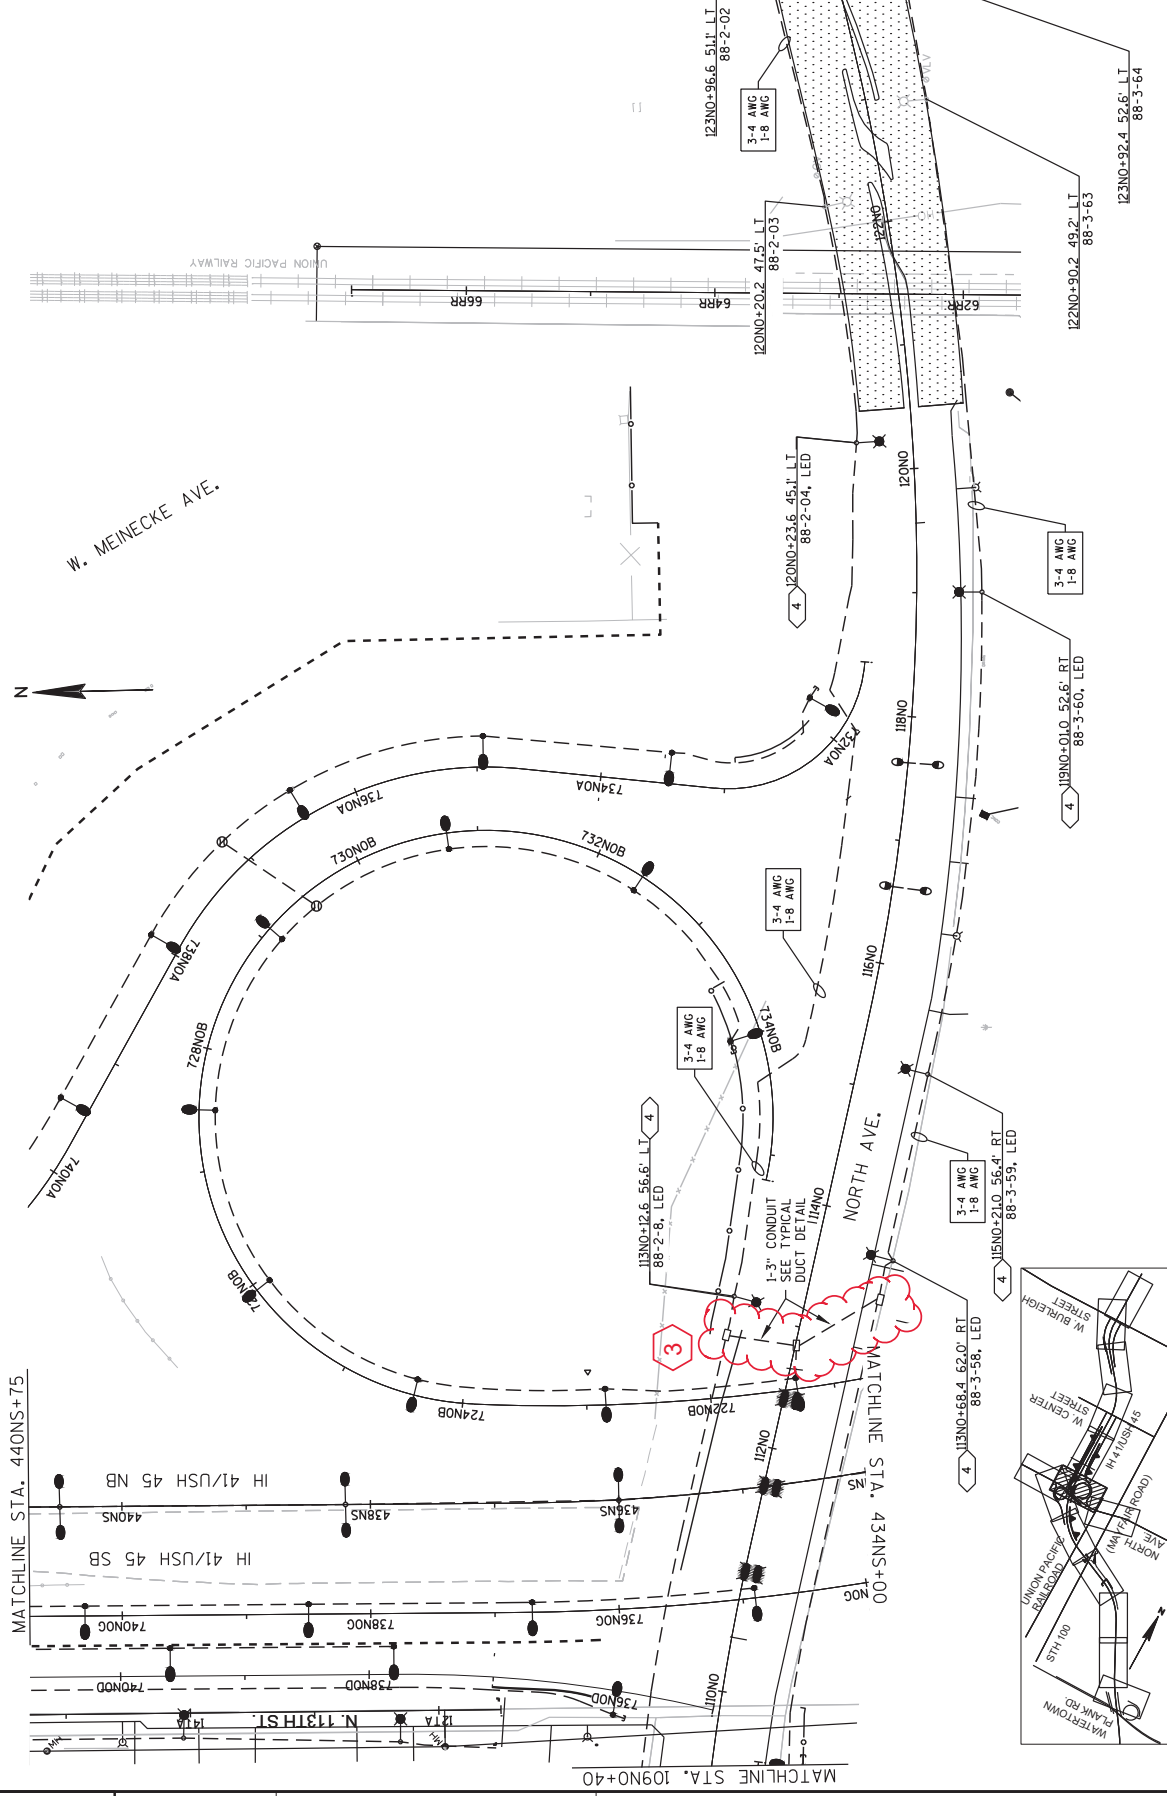 123NO+96.6 51.1' LT
88-2-02
3-4 AWG
1-8 AWG
123NO+92.4 52.6' LT
88-3-64
122NO+90.2 49.2' LT
88-3-63
120NO+20.2 47.5' LT
88-2-03
UNION PACIFIC RAILWAY
66RR
64RR
62RR
122NO
W. MEINECKE AVE.
N
120NO+23.6 45.1' LT
88-2-04, LED
4
120NO
3-4 AWG
1-8 AWG
119NO+01.0 52.6' RT
88-3-60, LED
4
118NO
732NOA
734NOA
736NOA
738NOA
740NOA
732NOB
730NOB
728NOB
734NOB
724NOB
722NOB
116NO
3-4 AWG
1-8 AWG
3-4 AWG
1-8 AWG
113NO+12.6 56.6' LT
88-2-8, LED
4
1-3" CONDUIT
SEE TYPICAL
DUCT DETAIL
114NO
NORTH AVE.
3-4 AWG
1-8 AWG
115NO+21.0 56.4' RT
88-3-59, LED
4
113NO+68.4 62.0' RT
88-3-58, LED
4
3
112NO
110NO
MATCHLINE STA. 440NS+75
IH 41/USH 45 NB
440NS
438NS
436NS
NS
IH 41/USH 45 SB
740NOG
738NOG
736NOG
NOG
740NOD
738NOD
736NOD
14TA
N. 113TH ST.
12TA
MH
MH
MATCHLINE STA. 434NS+00
MATCHLINE STA. 109NO+40
W. BURLEIGH
STREET
W. CENTER
STREET
IH 41/USH 45
NORTH
AVE
(MAYFAIR ROAD)
UNION PACIFIC
RAILROAD
STH 100
WATERTOWN
PLANK RD.
N